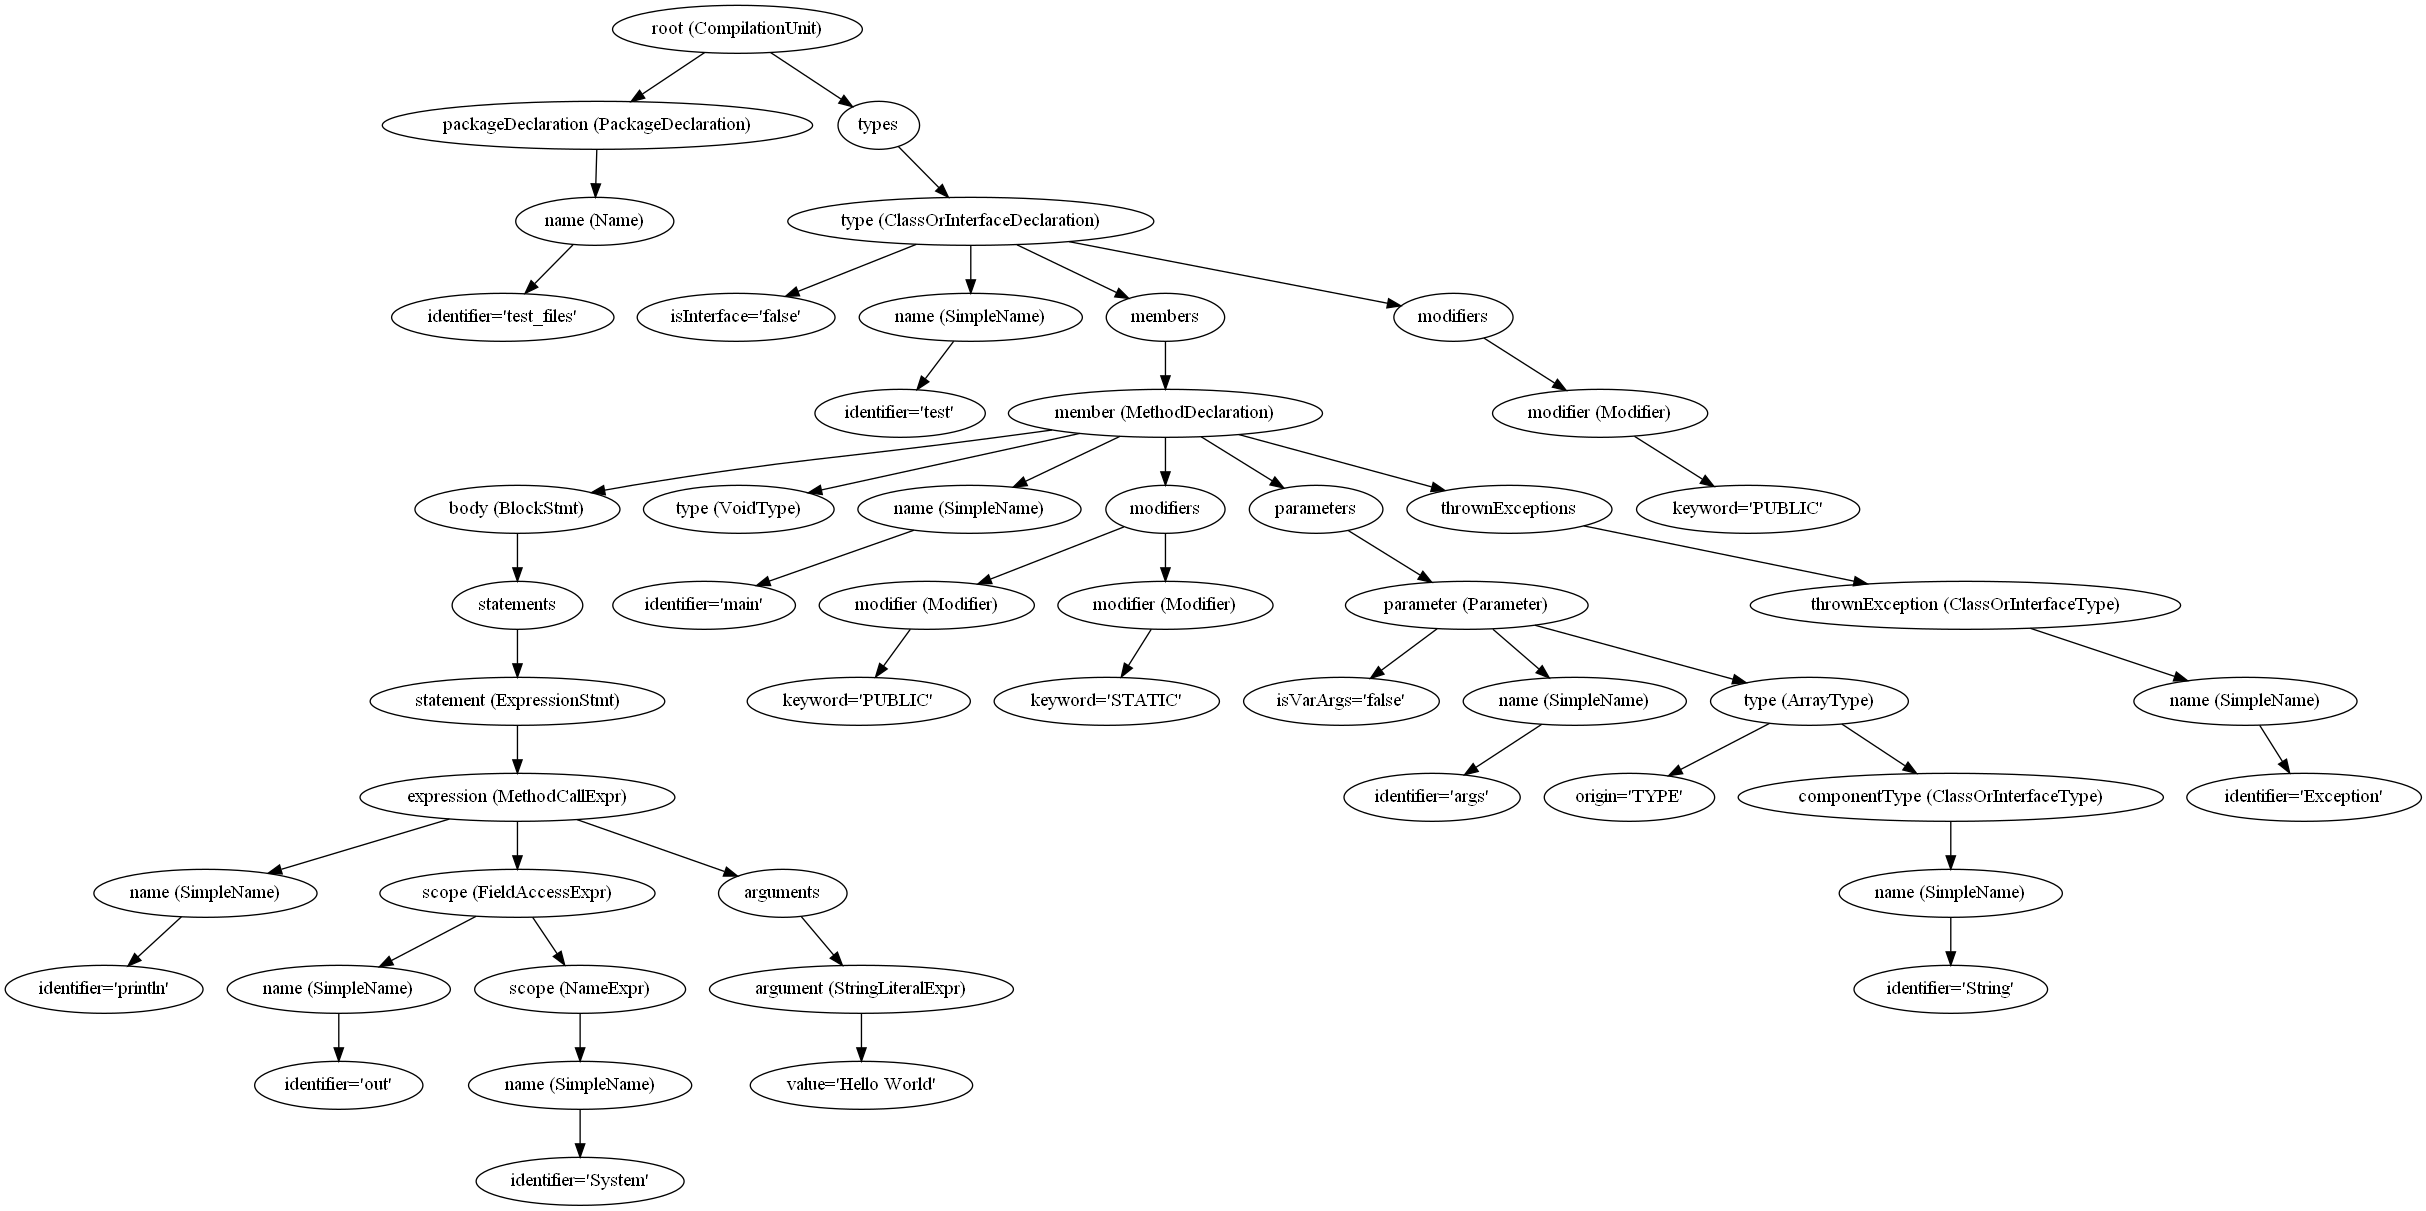 root (CompilationUnit)
packageDeclaration (PackageDeclaration)
types
name (Name)
type (ClassOrInterfaceDeclaration)
identifier='test_files'
isInterface='false'
name (SimpleName)
members
modifiers
identifier='test'
member (MethodDeclaration)
modifier (Modifier)
body (BlockStmt)
type (VoidType)
name (SimpleName)
modifiers
parameters
thrownExceptions
keyword='PUBLIC'
statements
identifier='main'
modifier (Modifier)
modifier (Modifier)
parameter (Parameter)
thrownException (ClassOrInterfaceType)
statement (ExpressionStmt)
keyword='PUBLIC'
keyword='STATIC'
isVarArgs='false'
name (SimpleName)
type (ArrayType)
name (SimpleName)
expression (MethodCallExpr)
identifier='args'
origin='TYPE'
componentType (ClassOrInterfaceType)
identifier='Exception'
name (SimpleName)
scope (FieldAccessExpr)
arguments
name (SimpleName)
identifier='println'
name (SimpleName)
scope (NameExpr)
argument (StringLiteralExpr)
identifier='String'
identifier='out'
name (SimpleName)
value='Hello World'
identifier='System'